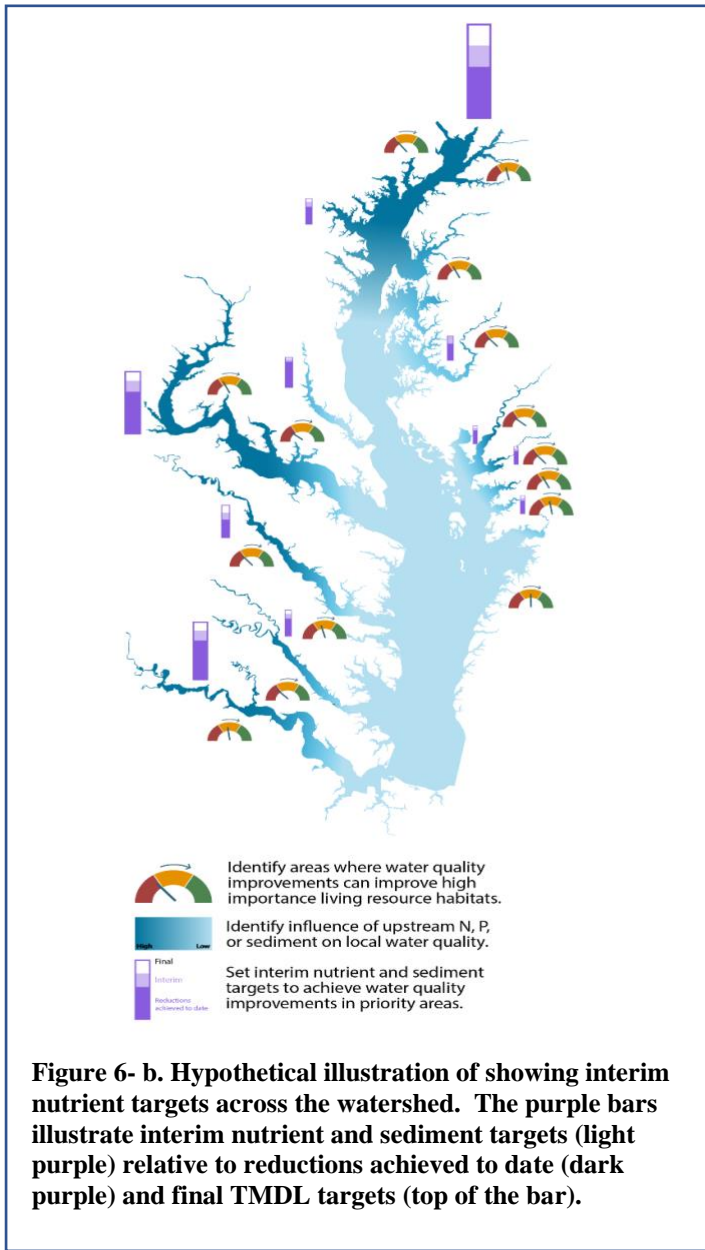 Identify areas where water quality
improvements can improve high
importance living resource habitats.
High Low
Identify influence of upstream N, P,
or sediment on local water quality.
Final
Interim
Reductions
achieved to date
Set interim nutrient and sediment
targets to achieve water quality
improvements in priority areas.
Figure 6- b. Hypothetical illustration of showing interim
nutrient targets across the watershed.  The purple bars
illustrate interim nutrient and sediment targets (light
purple) relative to reductions achieved to date (dark
purple) and final TMDL targets (top of the bar).